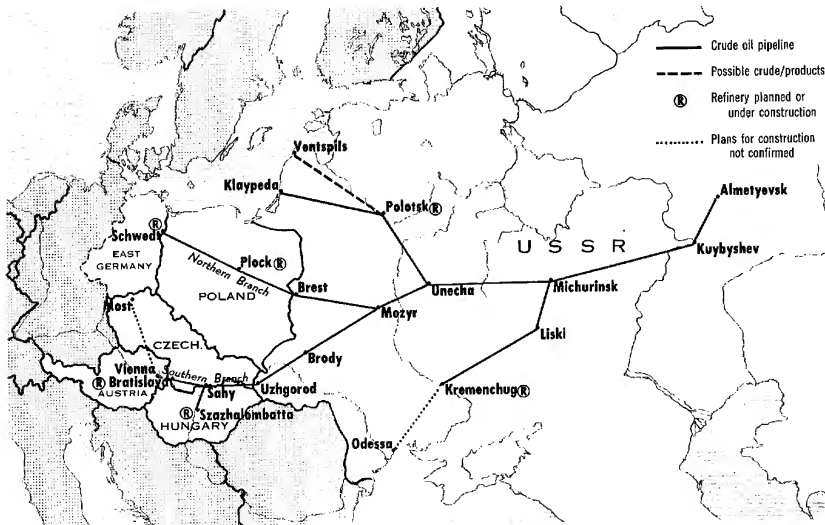 Crude oil pipeline
Possible crude/products
® Refinery planned or
under construction
Plans for construction
not confirmed
Ventspils
Klaypeda
Polotsk®
Almetyevsk
USSR
Kuybyshev
®
Schwedt
EAST
GERMANY
Plock®
Northern Branch
POLAND
Brest
Unecha
Michurinsk
Mozyr
Most
CZECH.
Liski
Brody
Vienna
Southern Branch
® Bratislava
AUSTRIA
Sahy
Uzhgorod
Kremenchug®
® Szazhalombatta
HUNGARY
Odessa